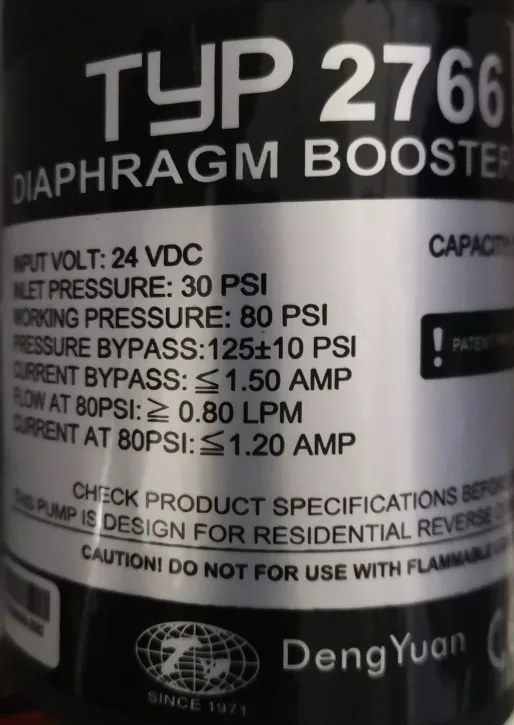 TYP 2766
DIAPHRAGM BOOSTER
INPUT VOLT: 24 VDC
INLET PRESSURE: 30 PSI
WORKING PRESSURE: 80 PSI
PRESSURE BYPASS:125±10 PSI
CURRENT BYPASS: ≦1.50 AMP
FLOW AT 80PSI: ≧ 0.80 LPM
CURRENT AT 80PSI: ≦1.20 AMP
CAPACITY
!
CHECK PRODUCT SPECIFICATIONS BEFORE
THIS PUMP IS DESIGN FOR RESIDENTIAL REVERSE
CAUTION! DO NOT FOR USE WITH FLAMMABLE
DengYuan
SINCE 1971